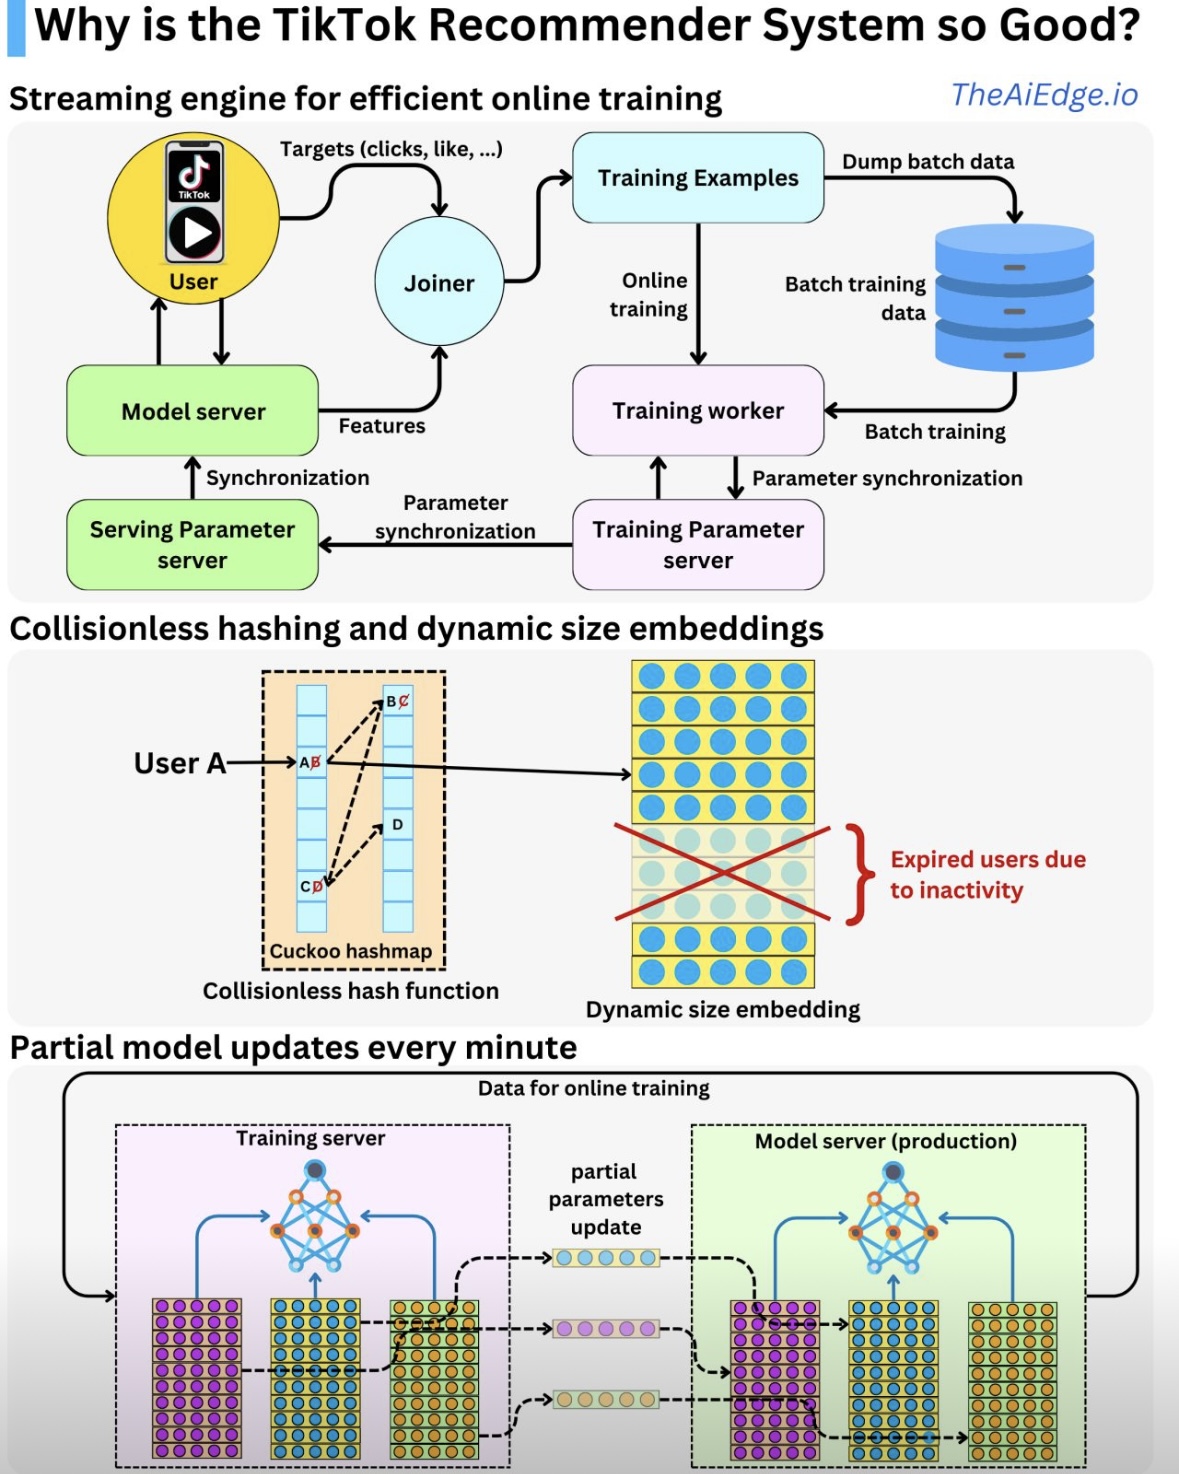 Why is the TikTok Recommender System so Good?
Streaming engine for efficient online training
TheAiEdge.io
Targets (clicks, like, ...)
TikTok
User
Joiner
Training Examples
Dump batch data
Online
training
Batch training
data
Model server
Features
Training worker
Batch training
Synchronization
Parameter synchronization
Parameter
synchronization
Serving Parameter
server
Training Parameter
server
Collisionless hashing and dynamic size embeddings
User A
B C
A B
D
C D
Cuckoo hashmap
Collisionless hash function
Expired users due
to inactivity
Dynamic size embedding
Partial model updates every minute
Data for online training
Training server
partial
parameters
update
Model server (production)